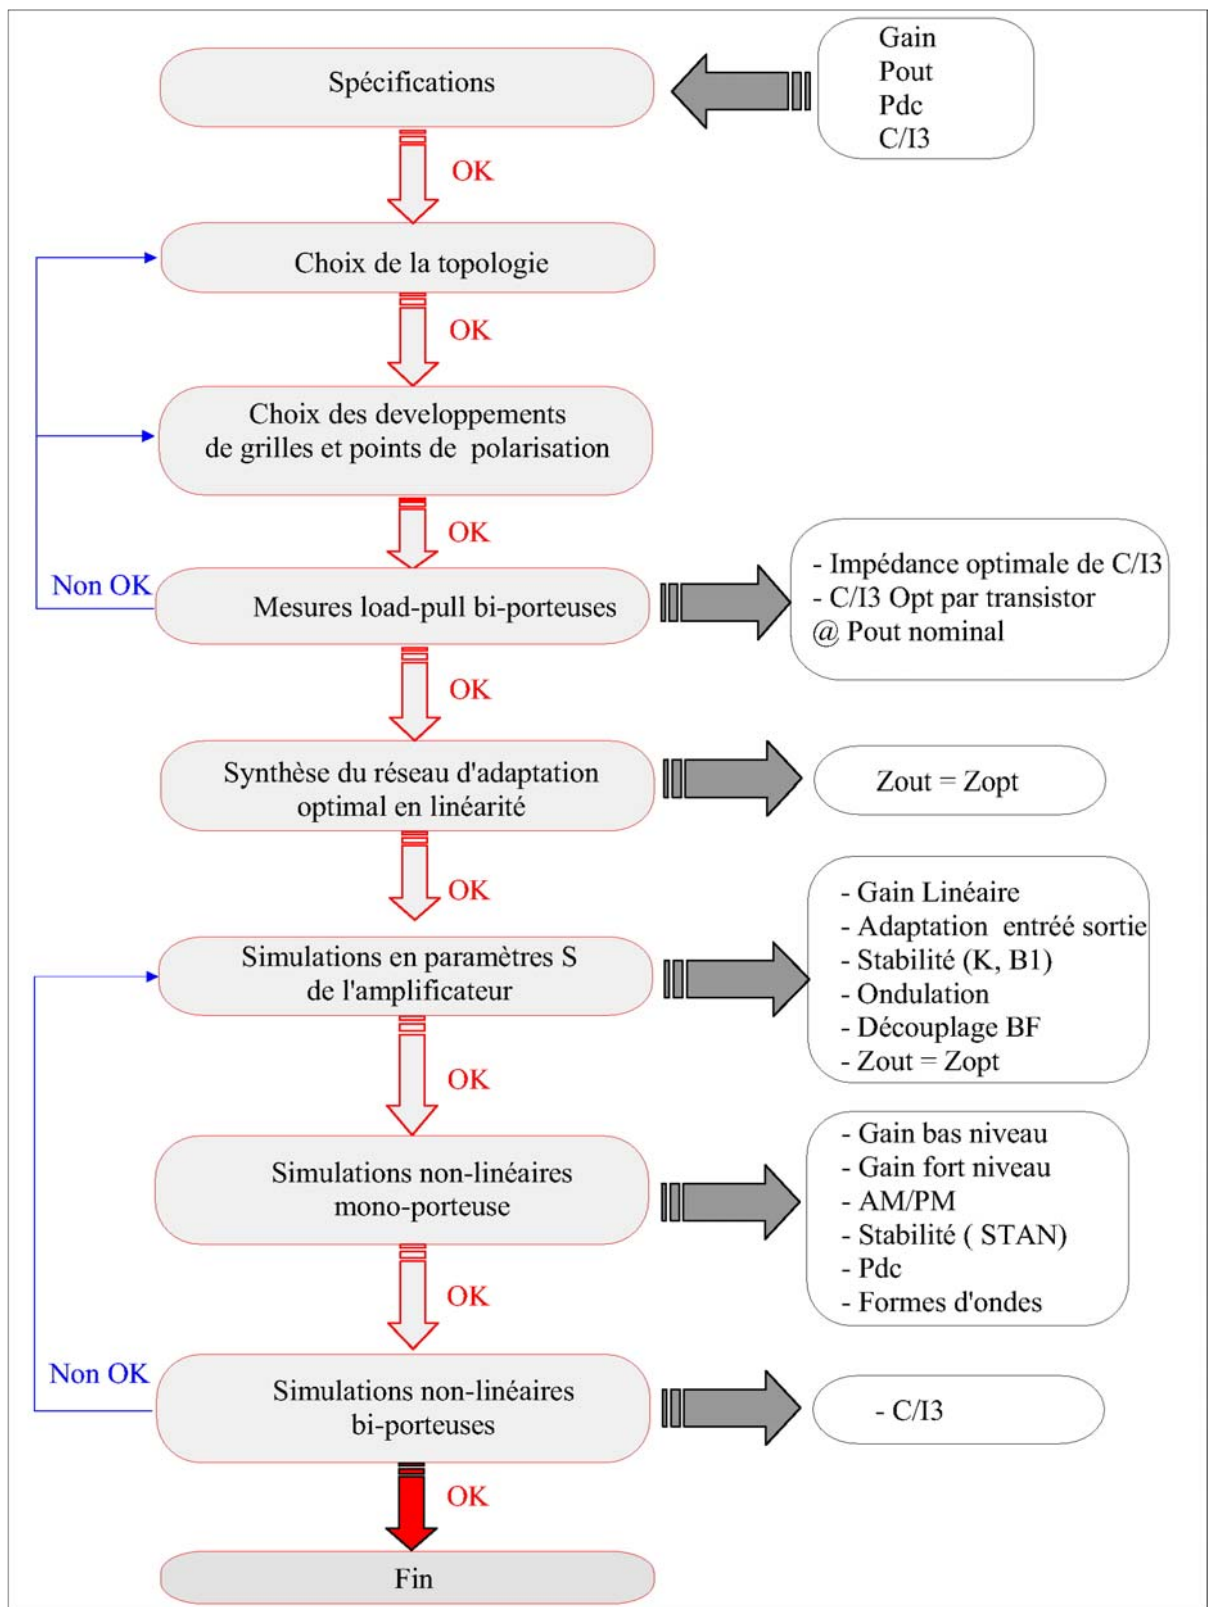 Spécifications
Gain
Pout
Pdc
C/I3
OK
Choix de la topologie
OK
Choix des developpements
de grilles et points de polarisation
OK
Non OK
Mesures load-pull bi-porteuses
- Impédance optimale de C/I3
- C/I3 Opt par transistor
@ Pout nominal
OK
Synthèse du réseau d'adaptation
optimal en linéarité
Zout = Zopt
OK
Simulations en paramètres S
de l'amplificateur
- Gain Linéaire
- Adaptation entréé sortie
- Stabilité (K, B1)
- Ondulation
- Découplage BF
- Zout = Zopt
OK
Simulations non-linéaires
mono-porteuse
- Gain bas niveau
- Gain fort niveau
- AM/PM
- Stabilité ( STAN)
- Pdc
- Formes d'ondes
OK
Non OK
Simulations non-linéaires
bi-porteuses
- C/I3
OK
Fin